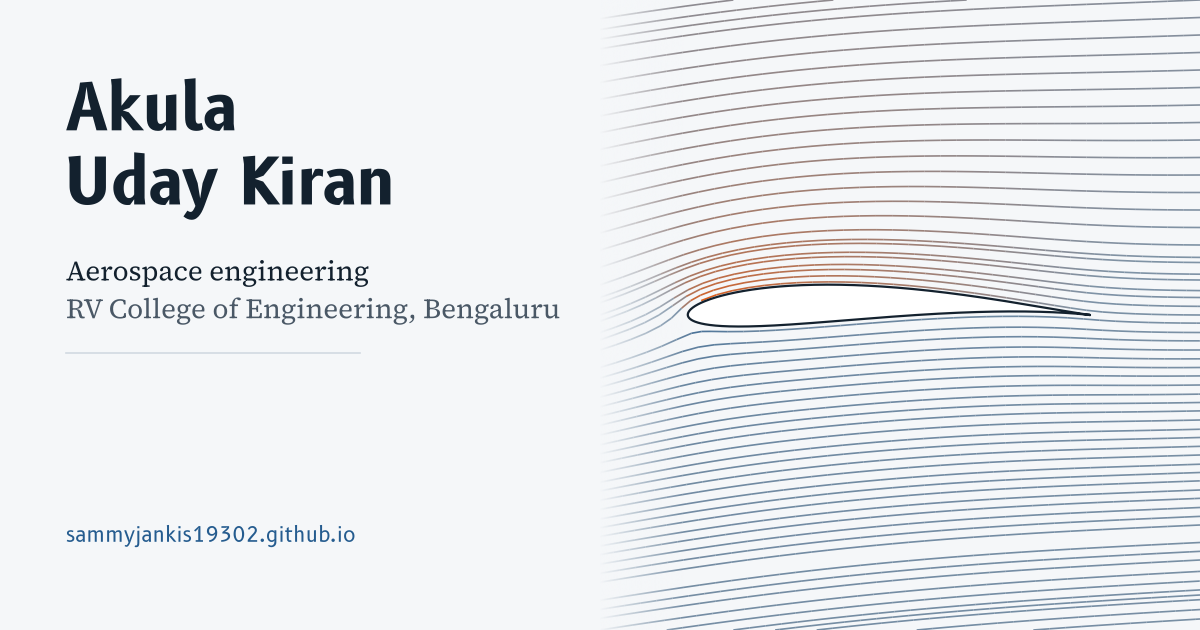 Akula
Uday Kiran
Aerospace engineering
RV College of Engineering, Bengaluru
sammyjankis19302.github.io